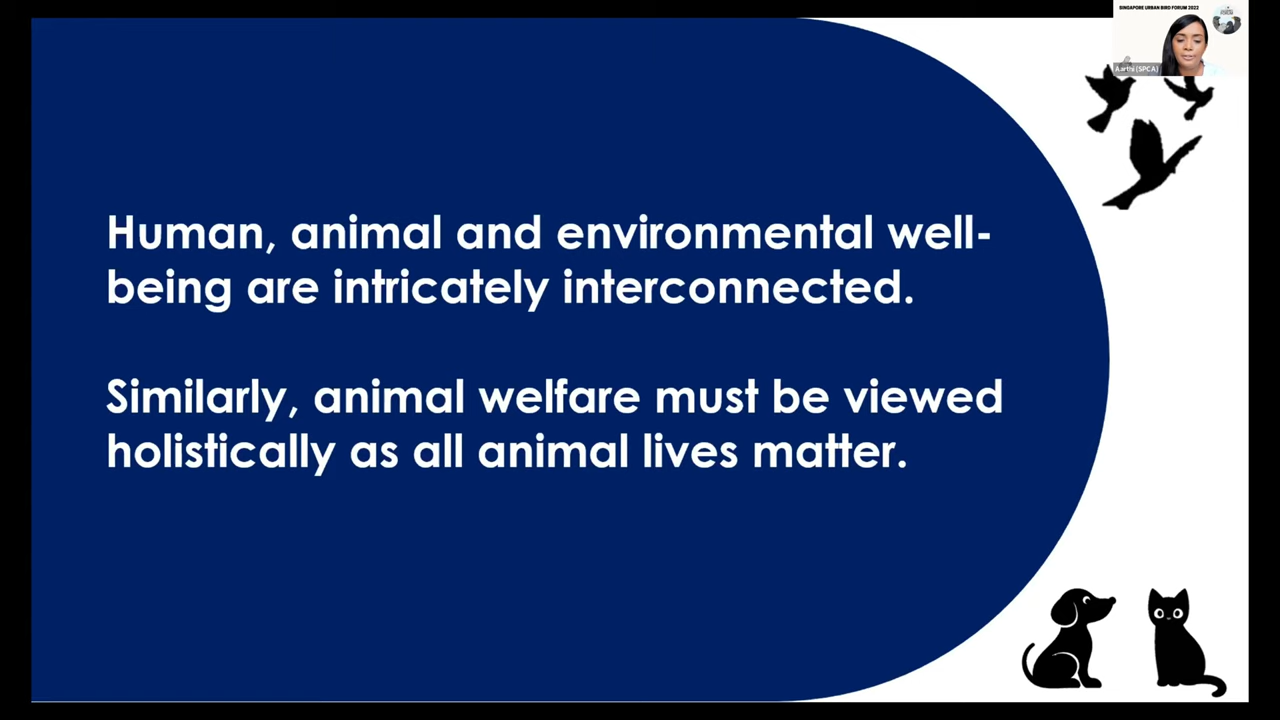 SINGAPORE URBAN BIRD FORUM 2022
Aarthi (SPCA)
Human, animal and environmental well-
being are intricately interconnected.
Similarly, animal welfare must be viewed
holistically as all animal lives matter.